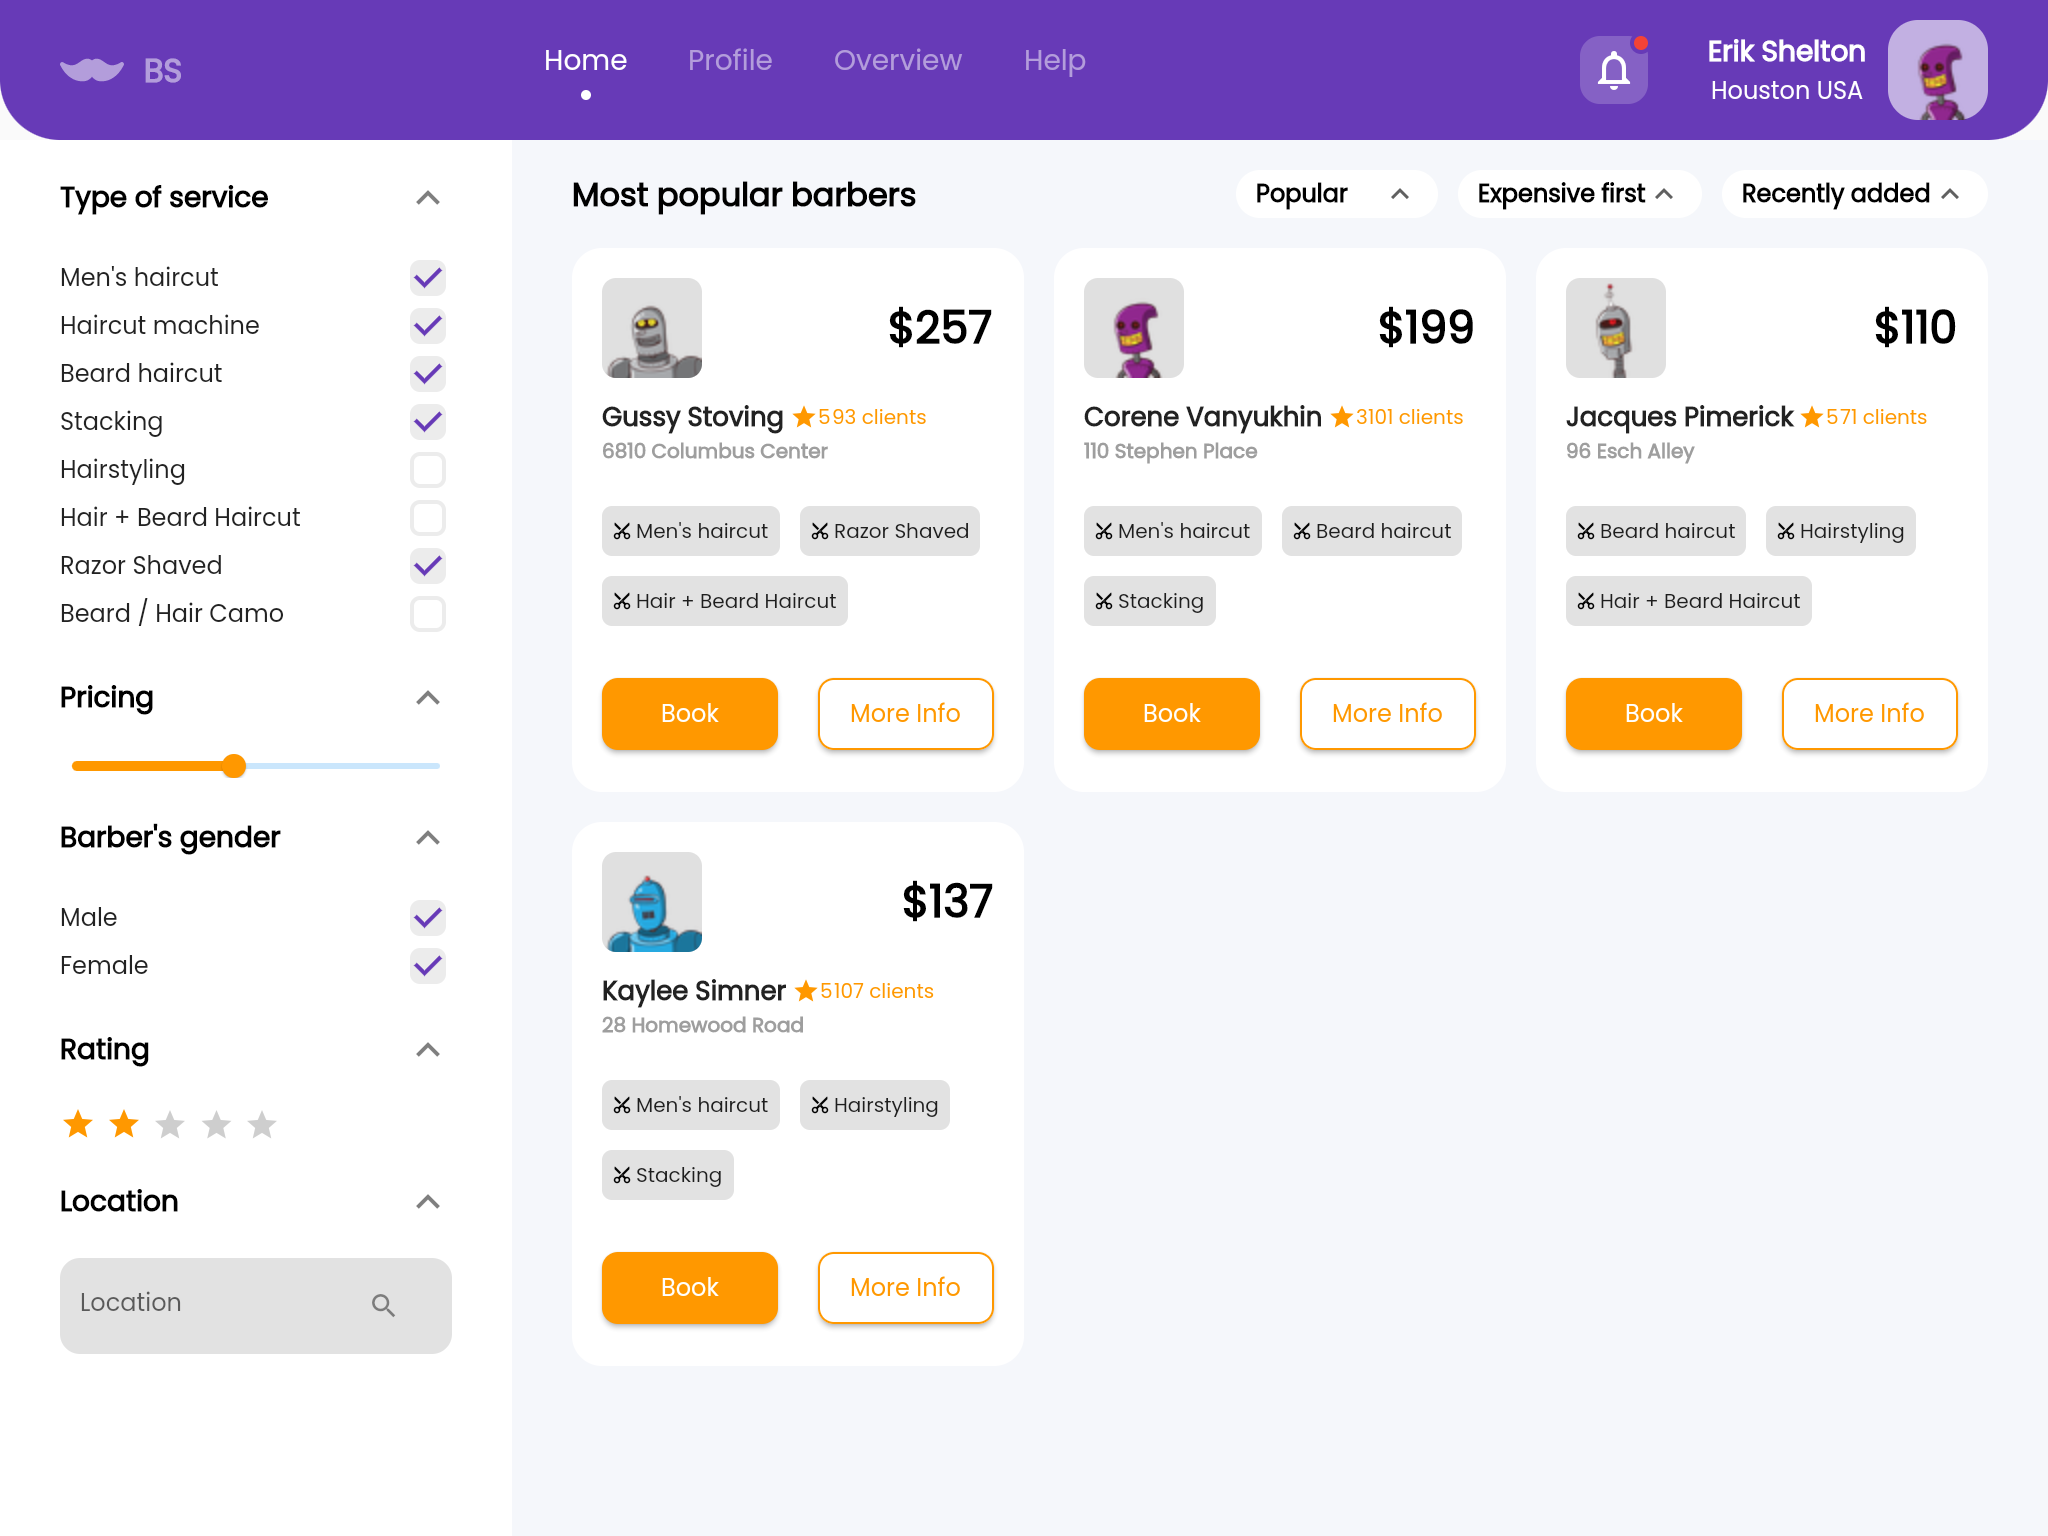 BS
Home
Profile
Overview
Help
Erik Shelton
Houston USA
Type of service
Men's haircut
Haircut machine
Beard haircut
Stacking
Hairstyling
Hair + Beard Haircut
Razor Shaved
Beard / Hair Camo
Pricing
Barber's gender
Male
Female
Rating
Location
Location
Most popular barbers
Popular
Expensive first
Recently added
$257
Gussy Stoving
593 clients
6810 Columbus Center
Men's haircut
Razor Shaved
Hair + Beard Haircut
Book
More Info
$199
Corene Vanyukhin
3101 clients
110 Stephen Place
Men's haircut
Beard haircut
Stacking
Book
More Info
$110
Jacques Pimerick
571 clients
96 Esch Alley
Beard haircut
Hairstyling
Hair + Beard Haircut
Book
More Info
$137
Kaylee Simner
5107 clients
28 Homewood Road
Men's haircut
Hairstyling
Stacking
Book
More Info